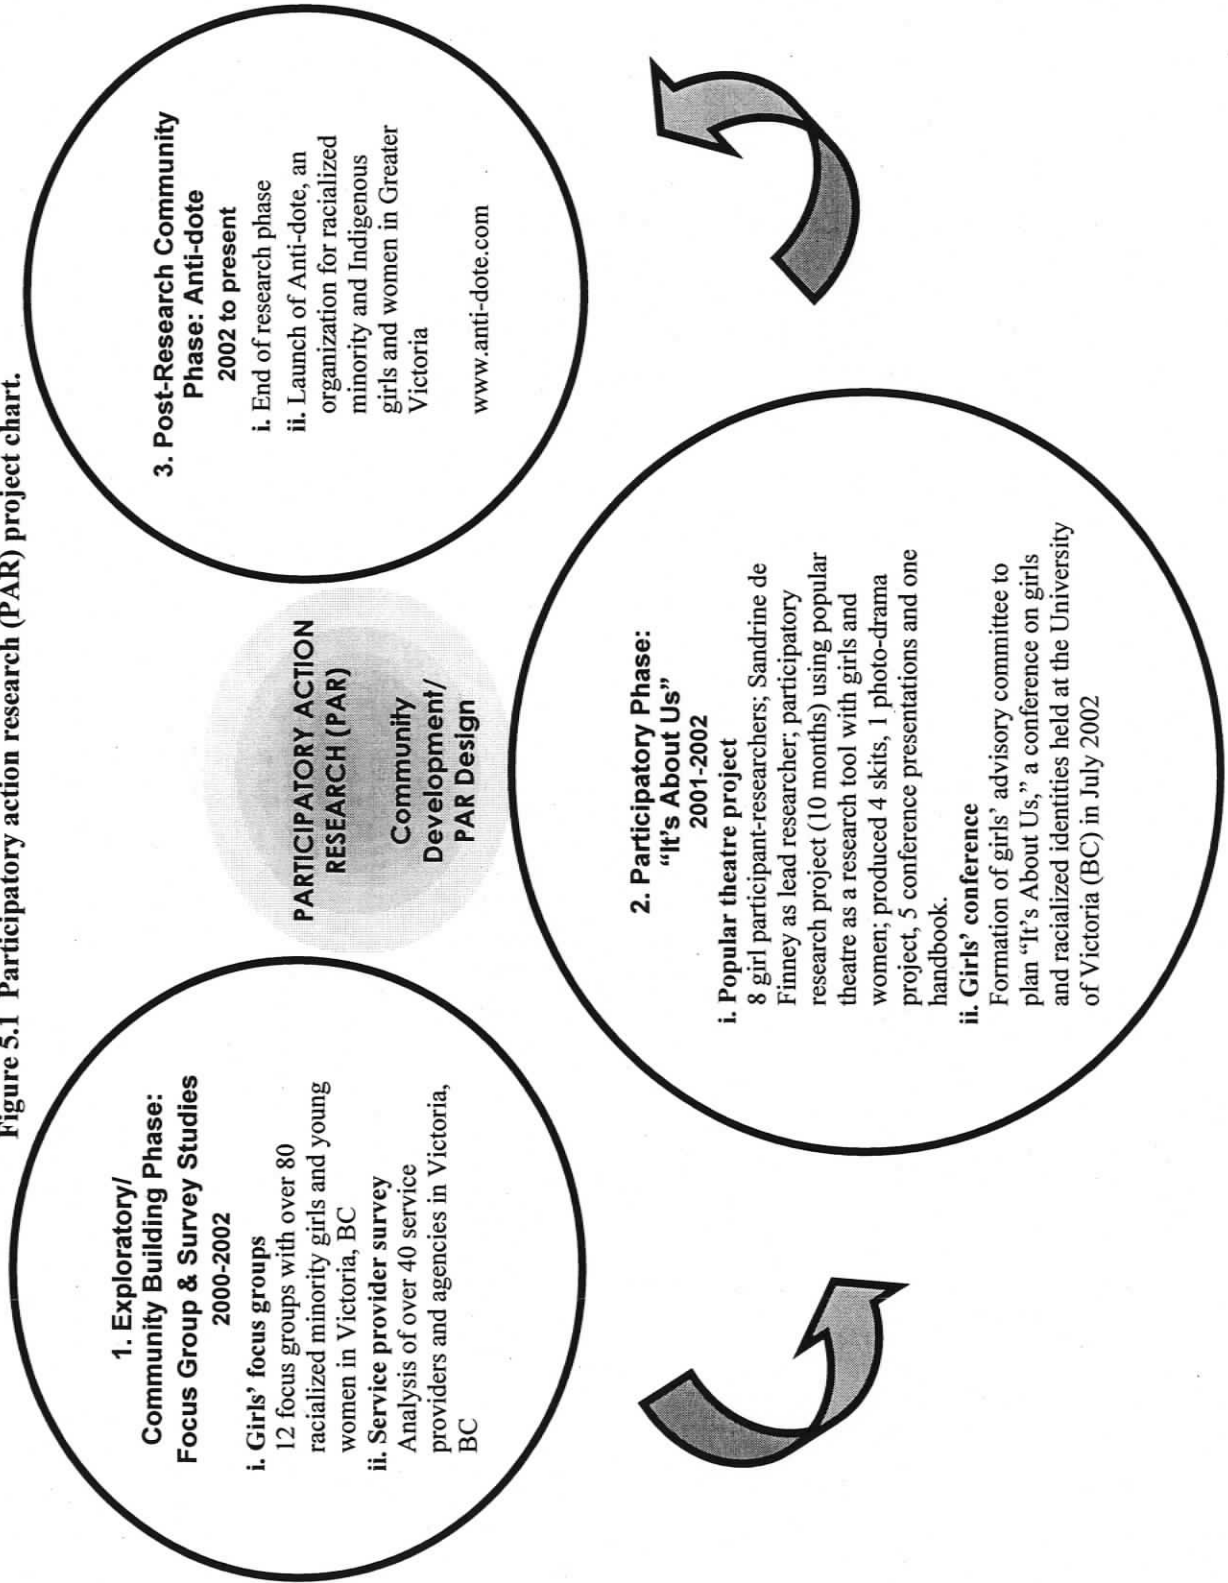 Figure 5.1 Participatory action research (PAR) project chart.
1. Exploratory/
Community Building Phase:
Focus Group & Survey Studies
2000-2002
i. Girls' focus groups
12 focus groups with over 80
racialized minority girls and young
women in Victoria, BC
ii. Service provider survey
Analysis of over 40 service
providers and agencies in Victoria,
BC
PARTICIPATORY ACTION
RESEARCH (PAR)
Community
Development/
PAR Design
2. Participatory Phase:
“It's About Us”
2001-2002
i. Popular theatre project
8 girl participant-researchers; Sandrine de
Finney as lead researcher; participatory
research project (10 months) using popular
theatre as a research tool with girls and
women; produced 4 skits, 1 photo-drama
project, 5 conference presentations and one
handbook.
ii. Girls' conference
Formation of girls' advisory committee to
plan “It's About Us,” a conference on girls
and racialized identities held at the University
of Victoria (BC) in July 2002
3. Post-Research Community
Phase: Anti-dote
2002 to present
i. End of research phase
ii. Launch of Anti-dote, an
organization for racialized
minority and Indigenous
girls and women in Greater
Victoria
www.anti-dote.com